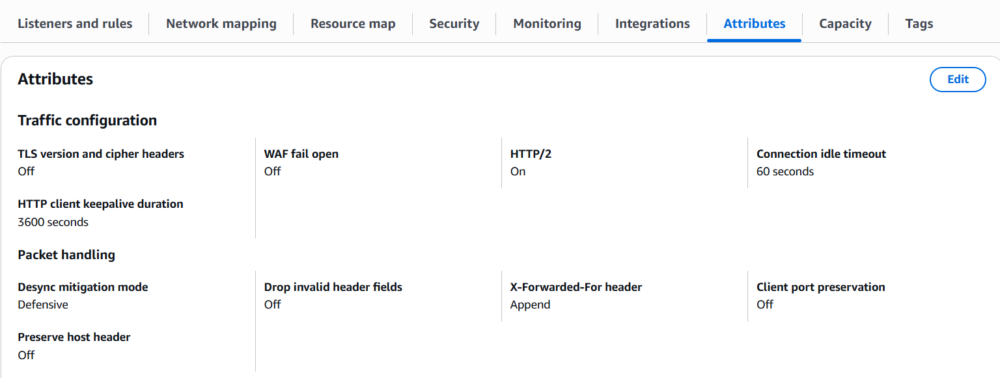 Listeners and rules Network mapping Resource map Security Monitoring Integrations Attributes Capacity Tags
Attributes Edit
Traffic configuration
TLS version and cipher headers WAF fail open HTTP/2 Connection idle timeout
Off Off On 60 seconds
HTTP client keepalive duration
3600 seconds
Packet handling
Desync mitigation mode Drop invalid header fields X-Forwarded-For header Client port preservation
Defensive Off Append Off
Preserve host header
Off